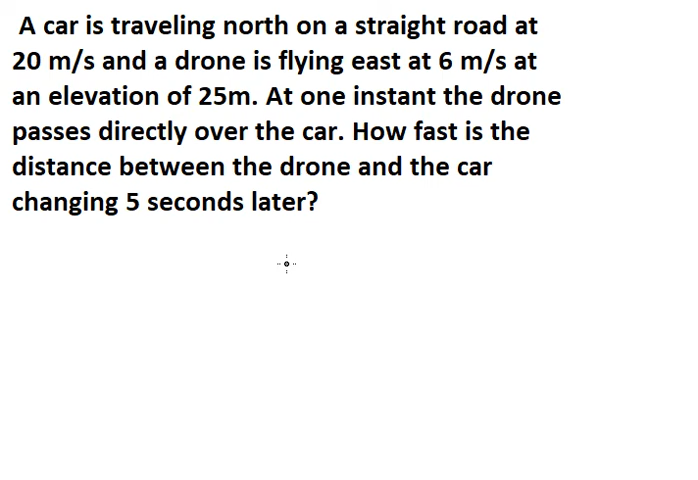 A car is traveling north on a straight road at
20 m/s and a drone is flying east at 6 m/s at
an elevation of 25m. At one instant the drone
passes directly over the car. How fast is the
distance between the drone and the car
changing 5 seconds later?